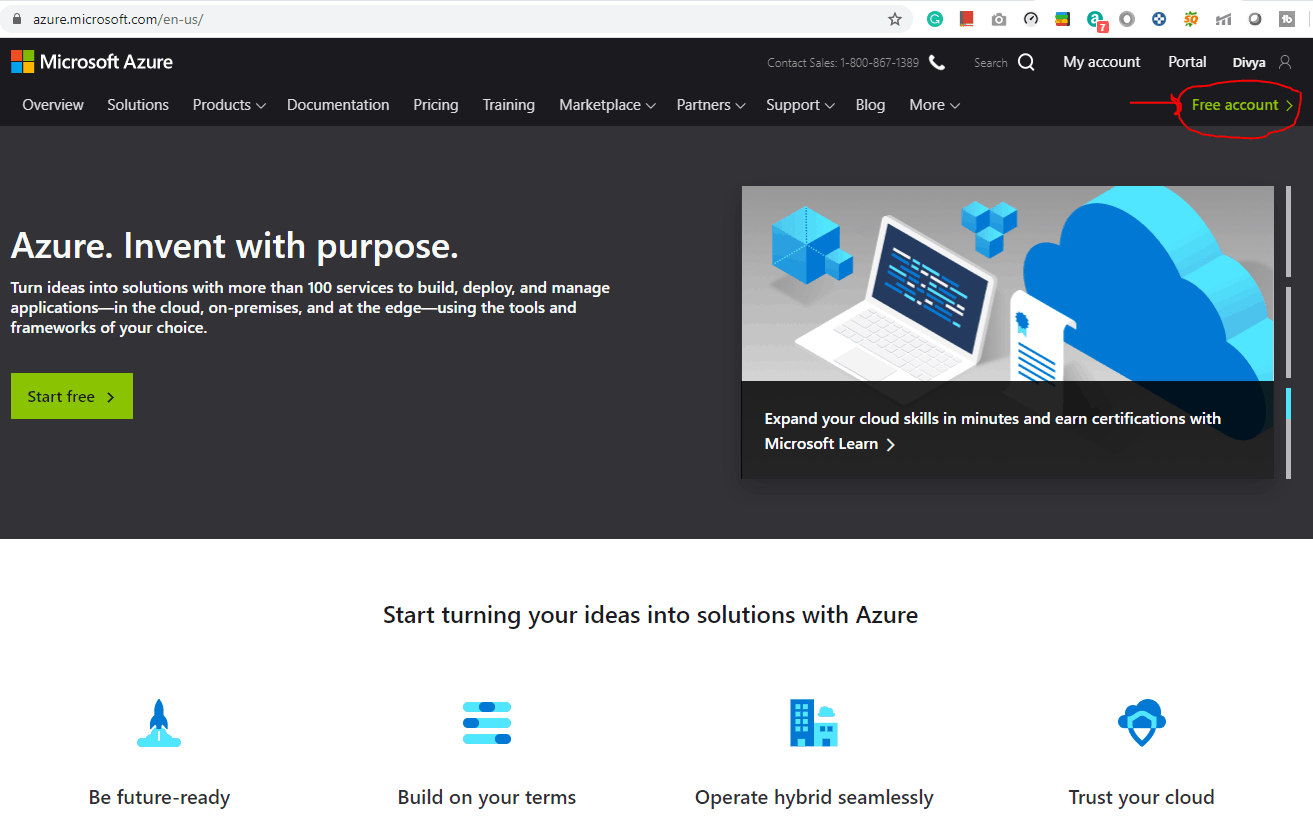 azure.microsoft.com/en-us/
7
Microsoft Azure
Contact Sales: 1-800-867-1389
Search
My account
Portal
Divya
Overview
Solutions
Products
Documentation
Pricing
Training
Marketplace
Partners
Support
Blog
More
Free account
Azure. Invent with purpose.
Turn ideas into solutions with more than 100 services to build, deploy, and manage
applications—in the cloud, on-premises, and at the edge—using the tools and
frameworks of your choice.
Start free
Expand your cloud skills in minutes and earn certifications with
Microsoft Learn
Start turning your ideas into solutions with Azure
Be future-ready
Build on your terms
Operate hybrid seamlessly
Trust your cloud